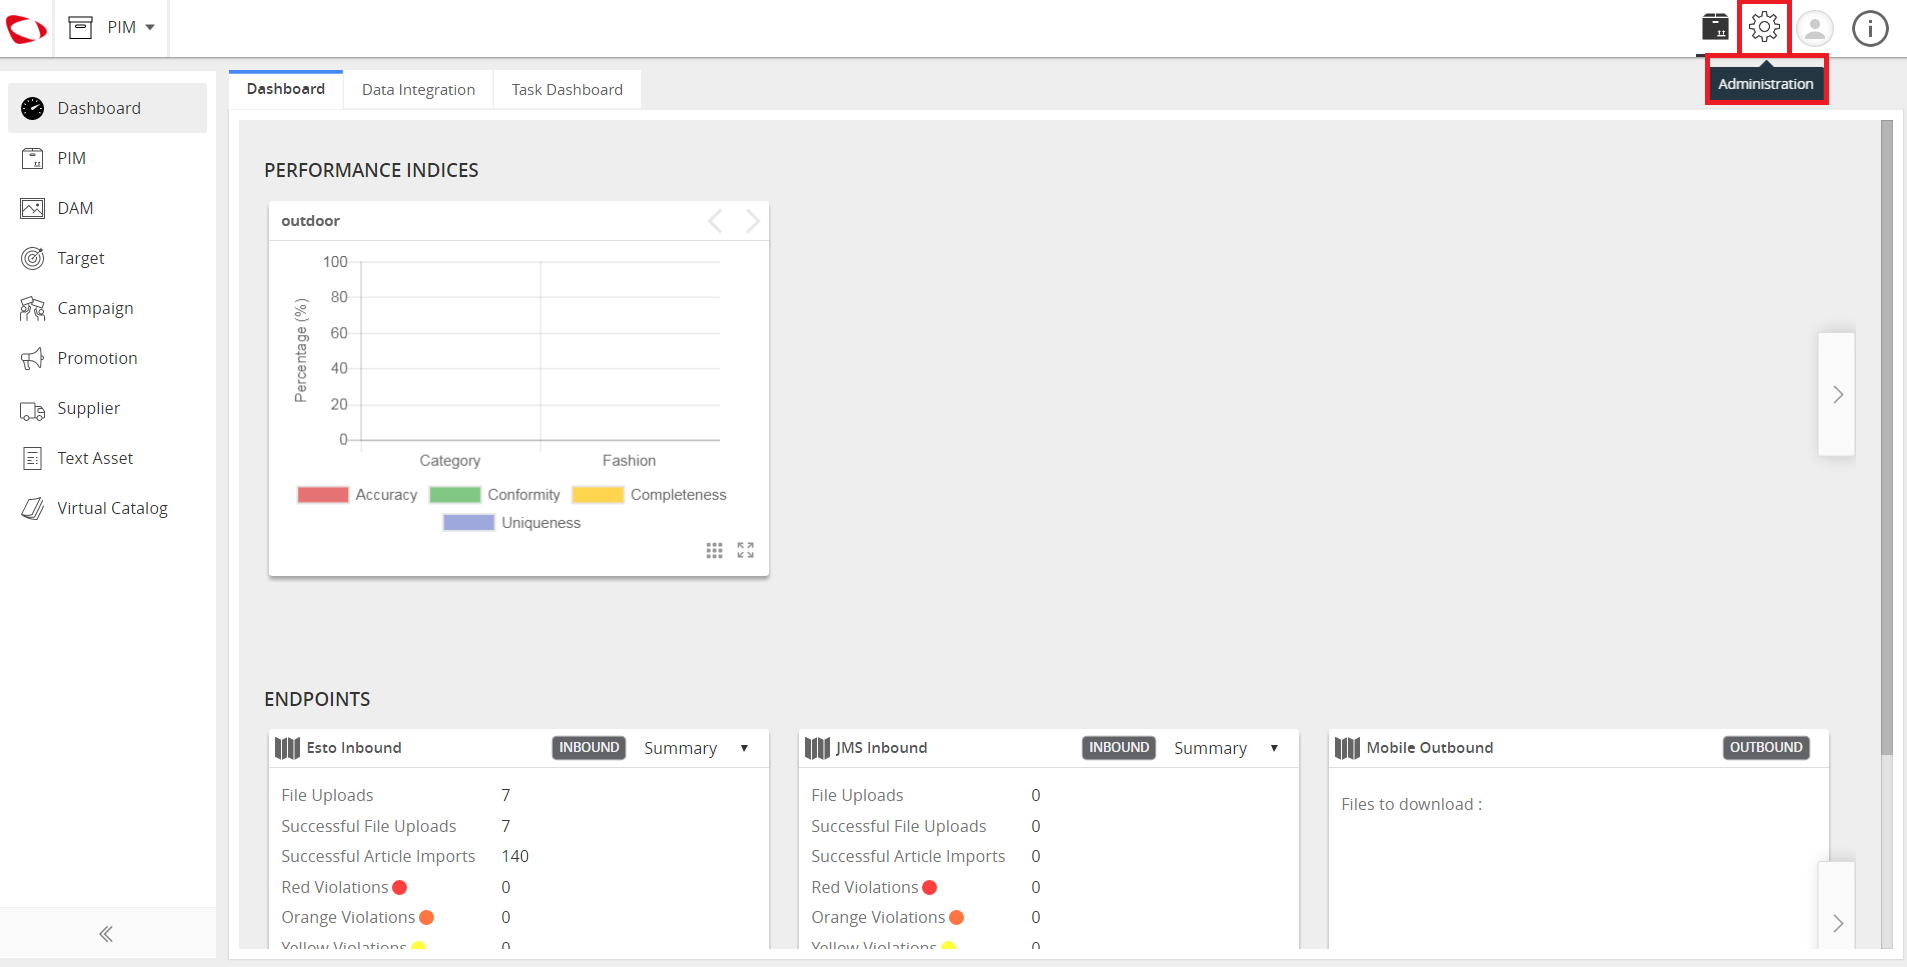 PIM
Administration
Dashboard
PIM
DAM
Target
Campaign
Promotion
Supplier
Text Asset
Virtual Catalog
Dashboard Data Integration Task Dashboard
PERFORMANCE INDICES
outdoor
100
80
60
40
20
0
Percentage (%)
Category Fashion
Accuracy Conformity Completeness
Uniqueness
ENDPOINTS
Esto Inbound INBOUND Summary
File Uploads 7
Successful File Uploads 7
Successful Article Imports 140
Red Violations 0
Orange Violations 0
Yellow Violations 0
JMS Inbound INBOUND Summary
File Uploads 0
Successful File Uploads 0
Successful Article Imports 0
Red Violations 0
Orange Violations 0
Yellow Violations 0
Mobile Outbound OUTBOUND
Files to download :